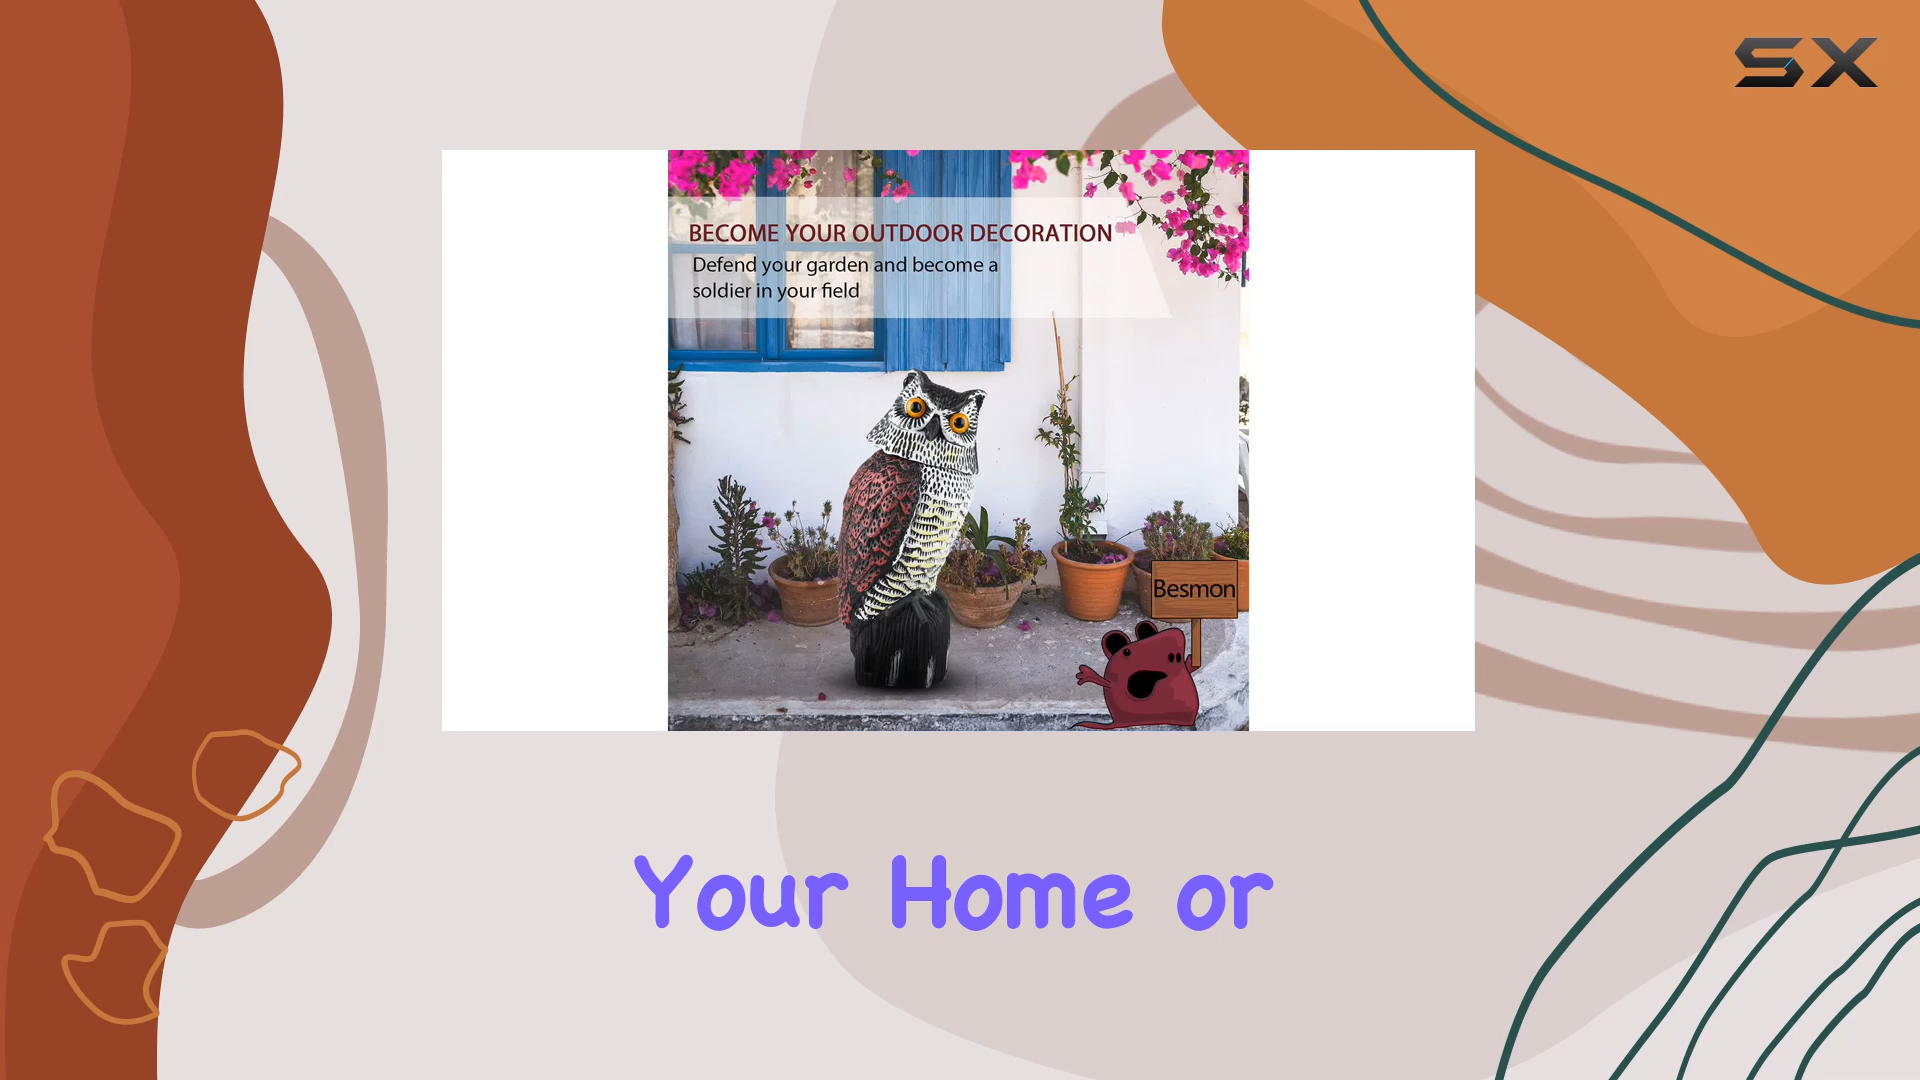 SX
BECOME YOUR OUTDOOR DECORATION
Defend your garden and become a
soldier in your field
Besmon
Your Home or